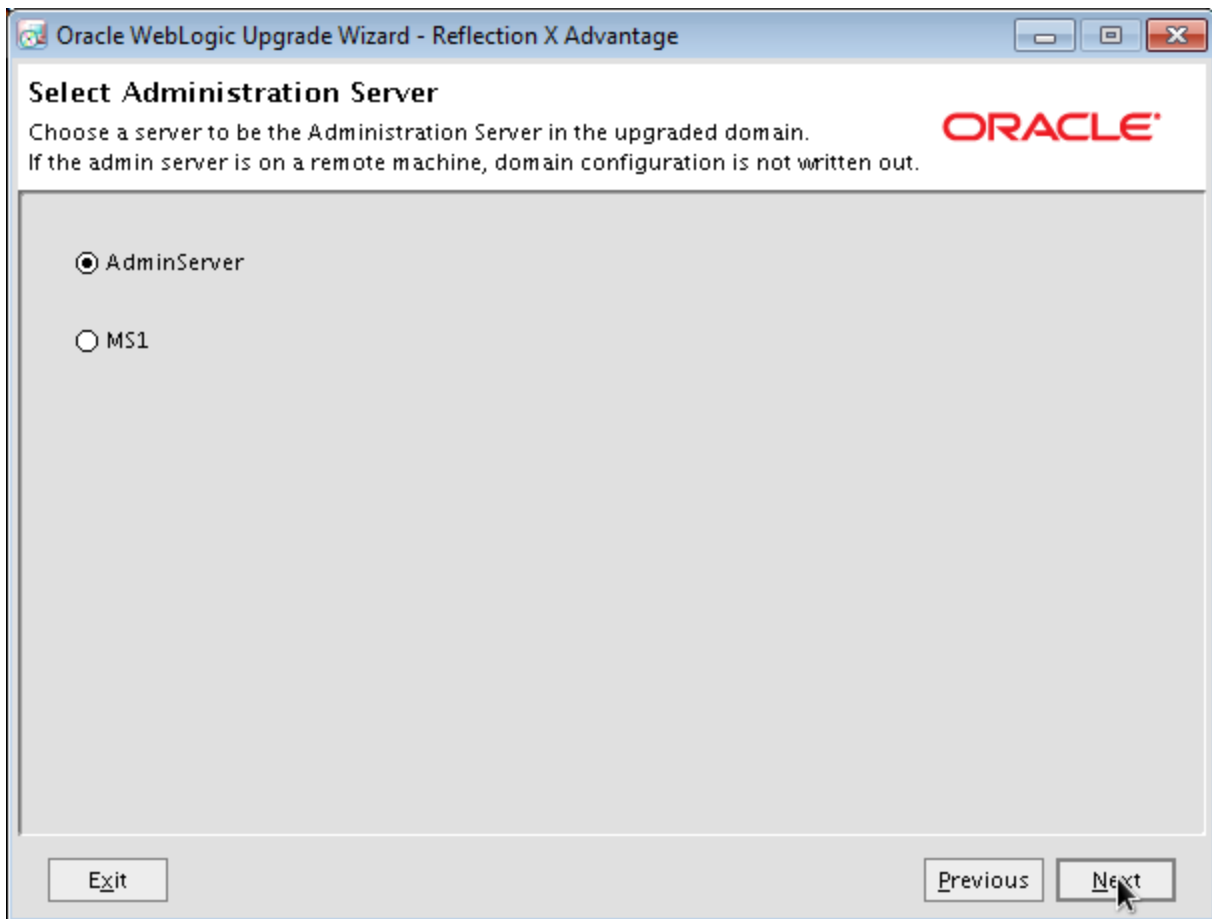 Oracle WebLogic Upgrade Wizard - Reflection X Advantage
Select Administration Server
Choose a server to be the Administration Server in the upgraded domain.
If the admin server is on a remote machine, domain configuration is not written out.
ORACLE
AdminServer
MS1
Exit
Previous
Next